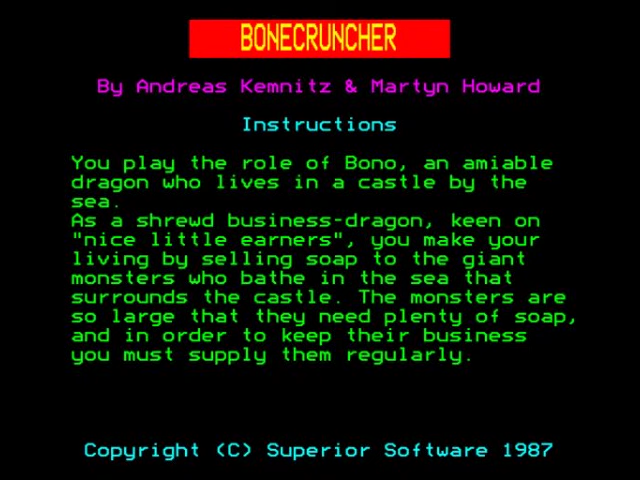 BONECRUNCHER
By Andreas Kemnitz & Martyn Howard
Instructions
You play the role of Bono, an amiable
dragon who lives in a castle by the
sea.
As a shrewd business-dragon, keen on
"nice little earners", you make your
living by selling soap to the giant
monsters who bathe in the sea that
surrounds the castle. The monsters are
so large that they need plenty of soap,
and in order to keep their business
you must supply them regularly.
Copyright (C) Superior Software 1987